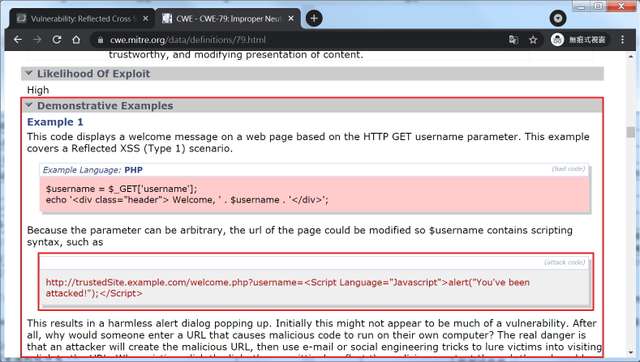 Vulnerability: Reflected Cross S
CWE - CWE-79: Improper Neut
cwe.mitre.org/data/definitions/79.html
無痕式視窗
trustworthy, and modifying presentation of content.
Likelihood Of Exploit
High
Demonstrative Examples
Example 1
This code displays a welcome message on a web page based on the HTTP GET username parameter. This example
covers a Reflected XSS (Type 1) scenario.
Example Language: PHP
(bad code)
$username = $_GET['username'];
echo '<div class="header"> Welcome, ' . $username . '</div>';
Because the parameter can be arbitrary, the url of the page could be modified so $username contains scripting
syntax, such as
(attack code)
http://trustedSite.example.com/welcome.php?username=<Script Language="Javascript">alert("You've been
attacked!");</Script>
This results in a harmless alert dialog popping up. Initially this might not appear to be much of a vulnerability. After
all, why would someone enter a URL that causes malicious code to run on their own computer? The real danger is
that an attacker will create the malicious URL, then use e-mail or social engineering tricks to lure victims into visiting